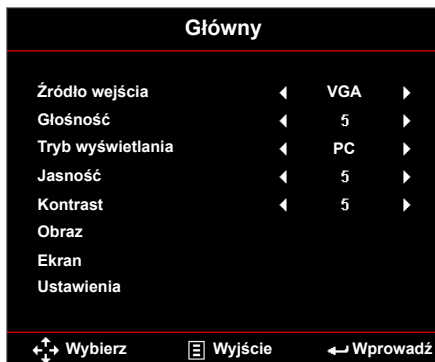 Główny
Źródło wejścia VGA
Głośność 5
Tryb wyświetlania PC
Jasność 5
Kontrast 5
Obraz
Ekran
Ustawienia
Wybierz Wyjście Wprowadź